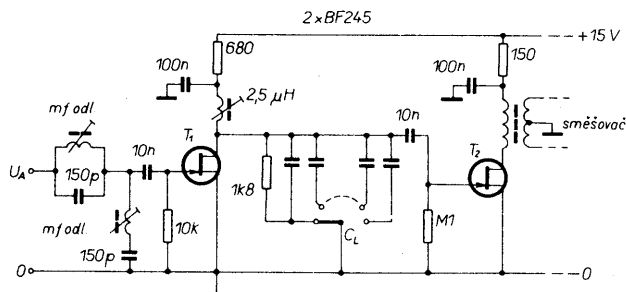 2×BF245
+15V
680
150
100n
100n
2,5 µH
mf odl.
T₁
10n
T₂
směšovač
10n
U_A
150p
1k8
mf odl.
10k
C_L
M1
150p
0
0